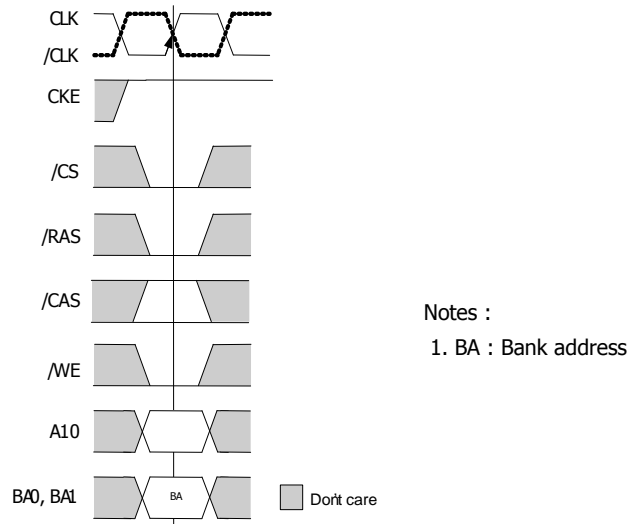 CLK
/CLK
CKE
/CS
/RAS
/CAS
/WE
A10
BA0, BA1
BA
Don't care
Notes :
1. BA : Bank address